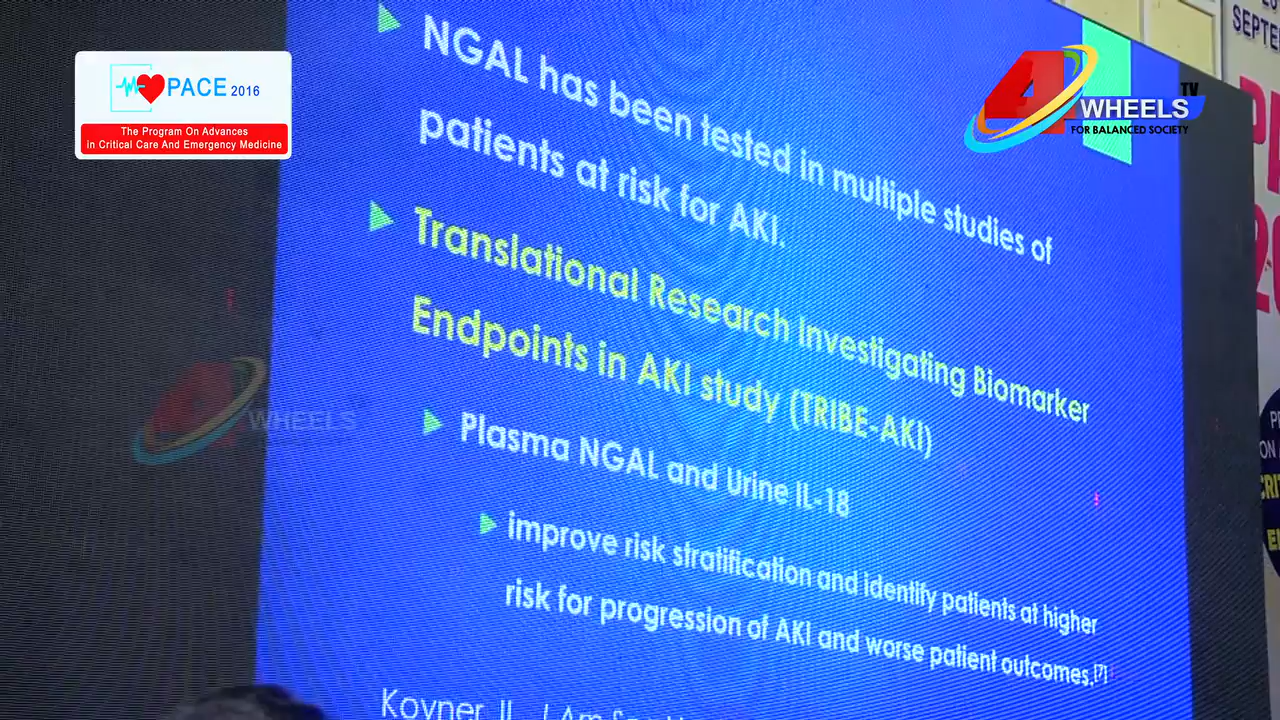 PACE 2016
The Program On Advances
in Critical Care And Emergency Medicine
4 WHEELS TV
FOR BALANCED SOCIETY
NGAL has been tested in multiple studies of
patients at risk for AKI.
Translational Research Investigating Biomarker
Endpoints in AKI study (TRIBE-AKI)
Plasma NGAL and Urine IL-18
improve risk stratification and identify patients at higher
risk for progression of AKI and worse patient outcomes.[7]
Koyner JL
WHEELS